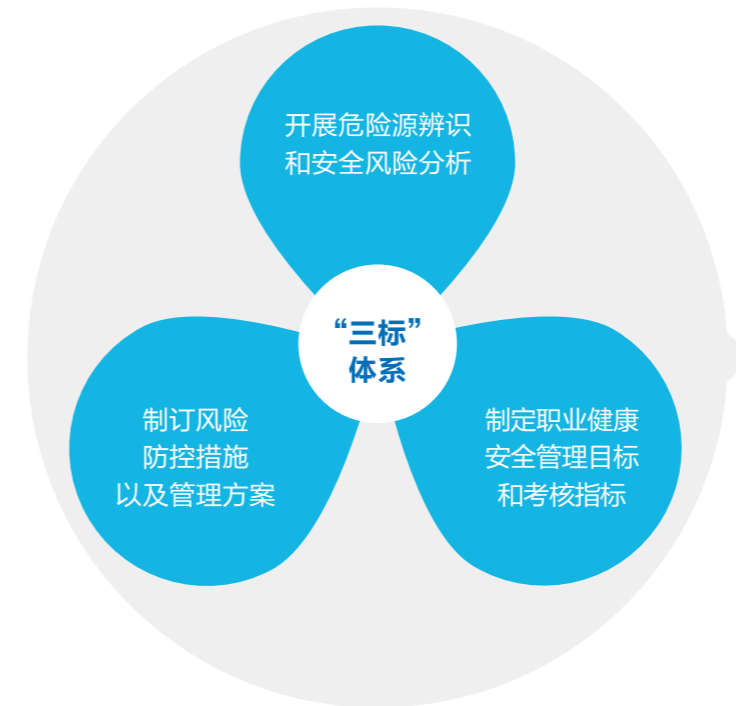 开展危险源辨识
和安全风险分析
“三标”
体系
制订风险
防控措施
以及管理方案
制定职业健康
安全管理目标
和考核指标